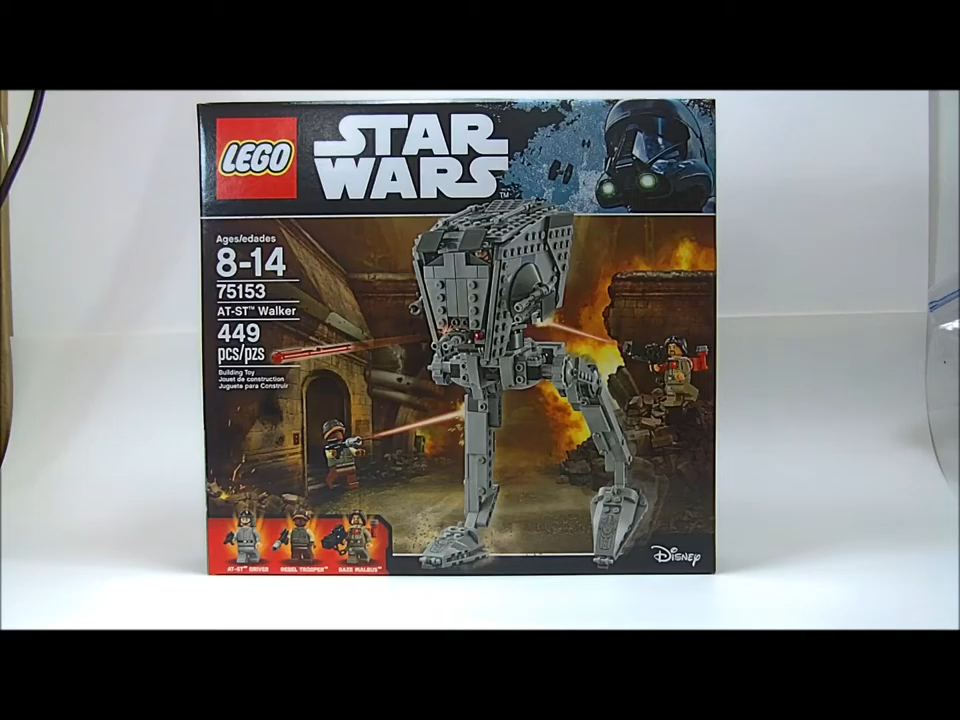 LEGO
STAR
WARS™
Ages/edades
8-14
75153
AT-ST™ Walker
449
pcs/pzs
Building Toy
Jouet de construction
Juguete para Construir
AT-ST™ DRIVER
REBEL TROOPER™
BAZE MALBUS™
Disney